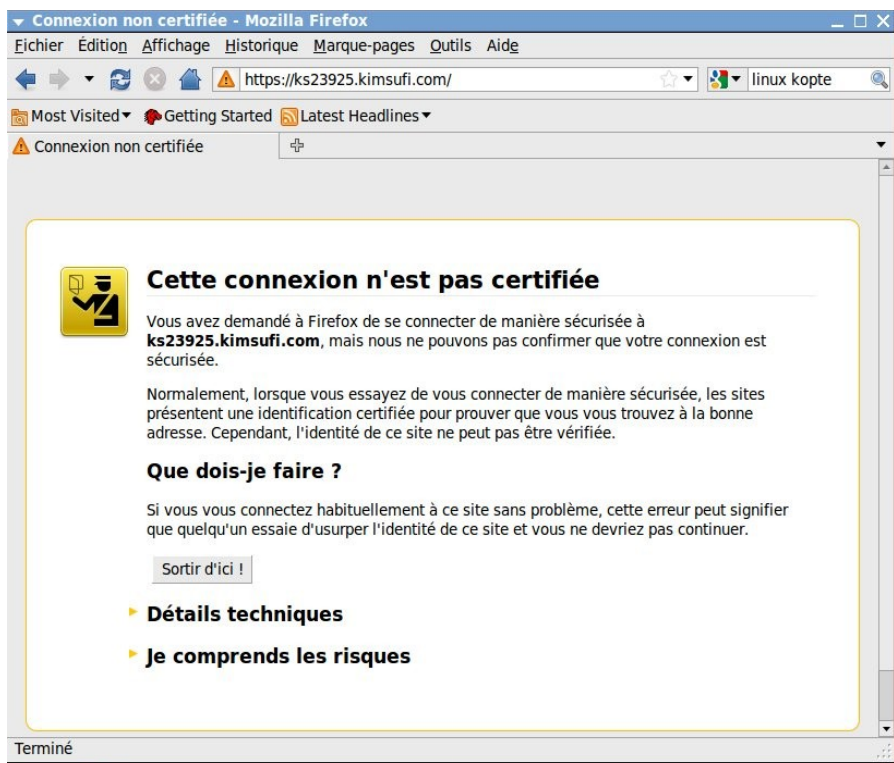 Connexion non certifiée - Mozilla Firefox
Fichier Édition Affichage Historique Marque-pages Outils Aide
https://ks23925.kimsufi.com/ linux kopte
Most Visited Getting Started Latest Headlines
Connexion non certifiée
Cette connexion n'est pas certifiée
Vous avez demandé à Firefox de se connecter de manière sécurisée à
ks23925.kimsufi.com, mais nous ne pouvons pas confirmer que votre connexion est
sécurisée.
Normalement, lorsque vous essayez de vous connecter de manière sécurisée, les sites
présentent une identification certifiée pour prouver que vous vous trouvez à la bonne
adresse. Cependant, l'identité de ce site ne peut pas être vérifiée.
Que dois-je faire ?
Si vous vous connectez habituellement à ce site sans problème, cette erreur peut signifier
que quelqu'un essaie d'usurper l'identité de ce site et vous ne devriez pas continuer.
Sortir d'ici !
Détails techniques
Je comprends les risques
Terminé